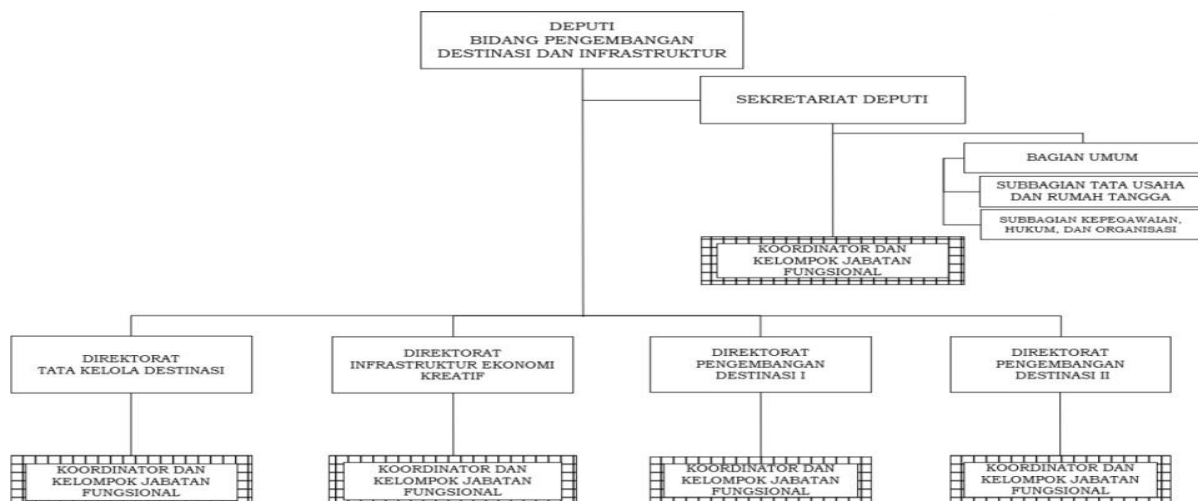 DEPUTI
BIDANG PENGEMBANGAN
DESTINASI DAN INFRASTRUKTUR
SEKRETARIAT DEPUTI
BAGIAN UMUM
SUBBAGIAN TATA USAHA
DAN RUMAH TANGGA
SUBBAGIAN KEPEGAWAIAN,
HUKUM, DAN ORGANISASI
KOORDINATOR DAN
KELOMPOK JABATAN
FUNGSIONAL
DIREKTORAT
TATA KELOLA DESTINASI
DIREKTORAT
INFRASTRUKTUR EKONOMI
KREATIF
DIREKTORAT
PENGEMBANGAN
DESTINASI I
DIREKTORAT
PENGEMBANGAN
DESTINASI II
KOORDINATOR DAN
KELOMPOK JABATAN
FUNGSIONAL
KOORDINATOR DAN
KELOMPOK JABATAN
FUNGSIONAL
KOORDINATOR DAN
KELOMPOK JABATAN
FUNGSIONAL
KOORDINATOR DAN
KELOMPOK JABATAN
FUNGSIONAL